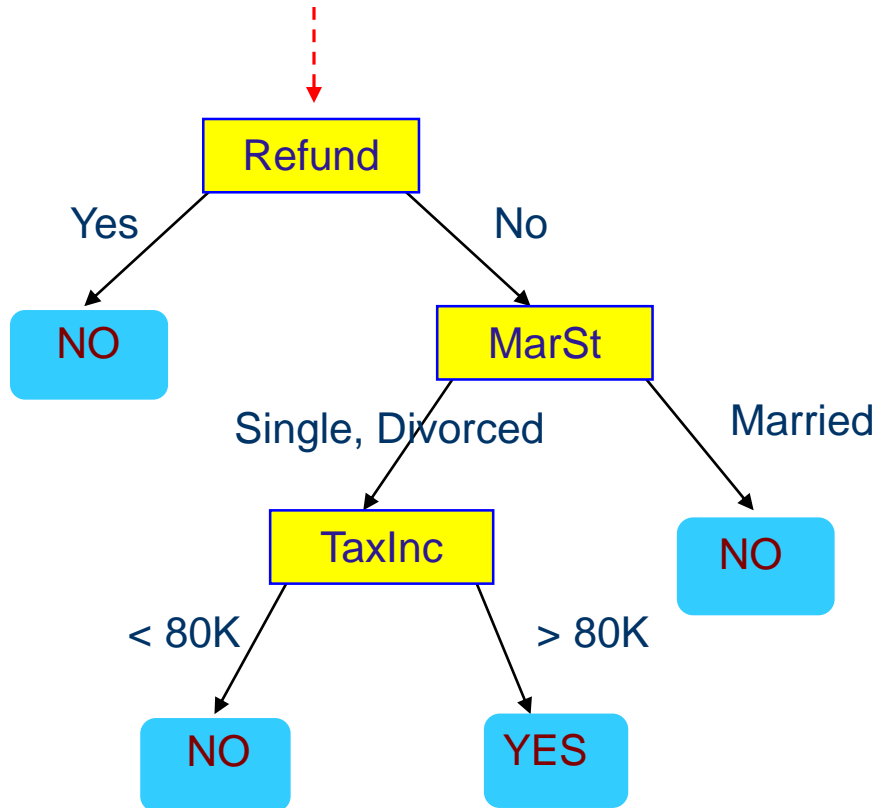 Refund
Yes
No
NO
MarSt
Single, Divorced
Married
TaxInc
NO
< 80K
> 80K
NO
YES